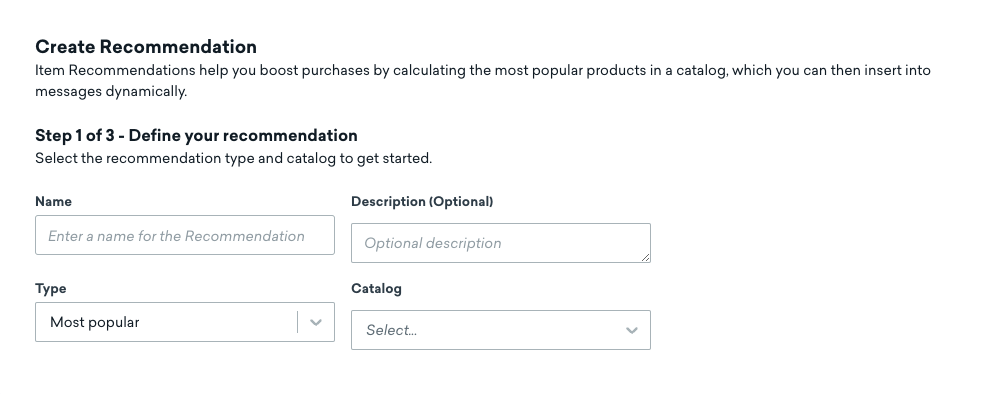 Create Recommendation
Item Recommendations help you boost purchases by calculating the most popular products in a catalog, which you can then insert into
messages dynamically.
Step 1 of 3 - Define your recommendation
Select the recommendation type and catalog to get started.
Name
Description (Optional)
Enter a name for the Recommendation
Optional description
Type
Catalog
Most popular
Select...